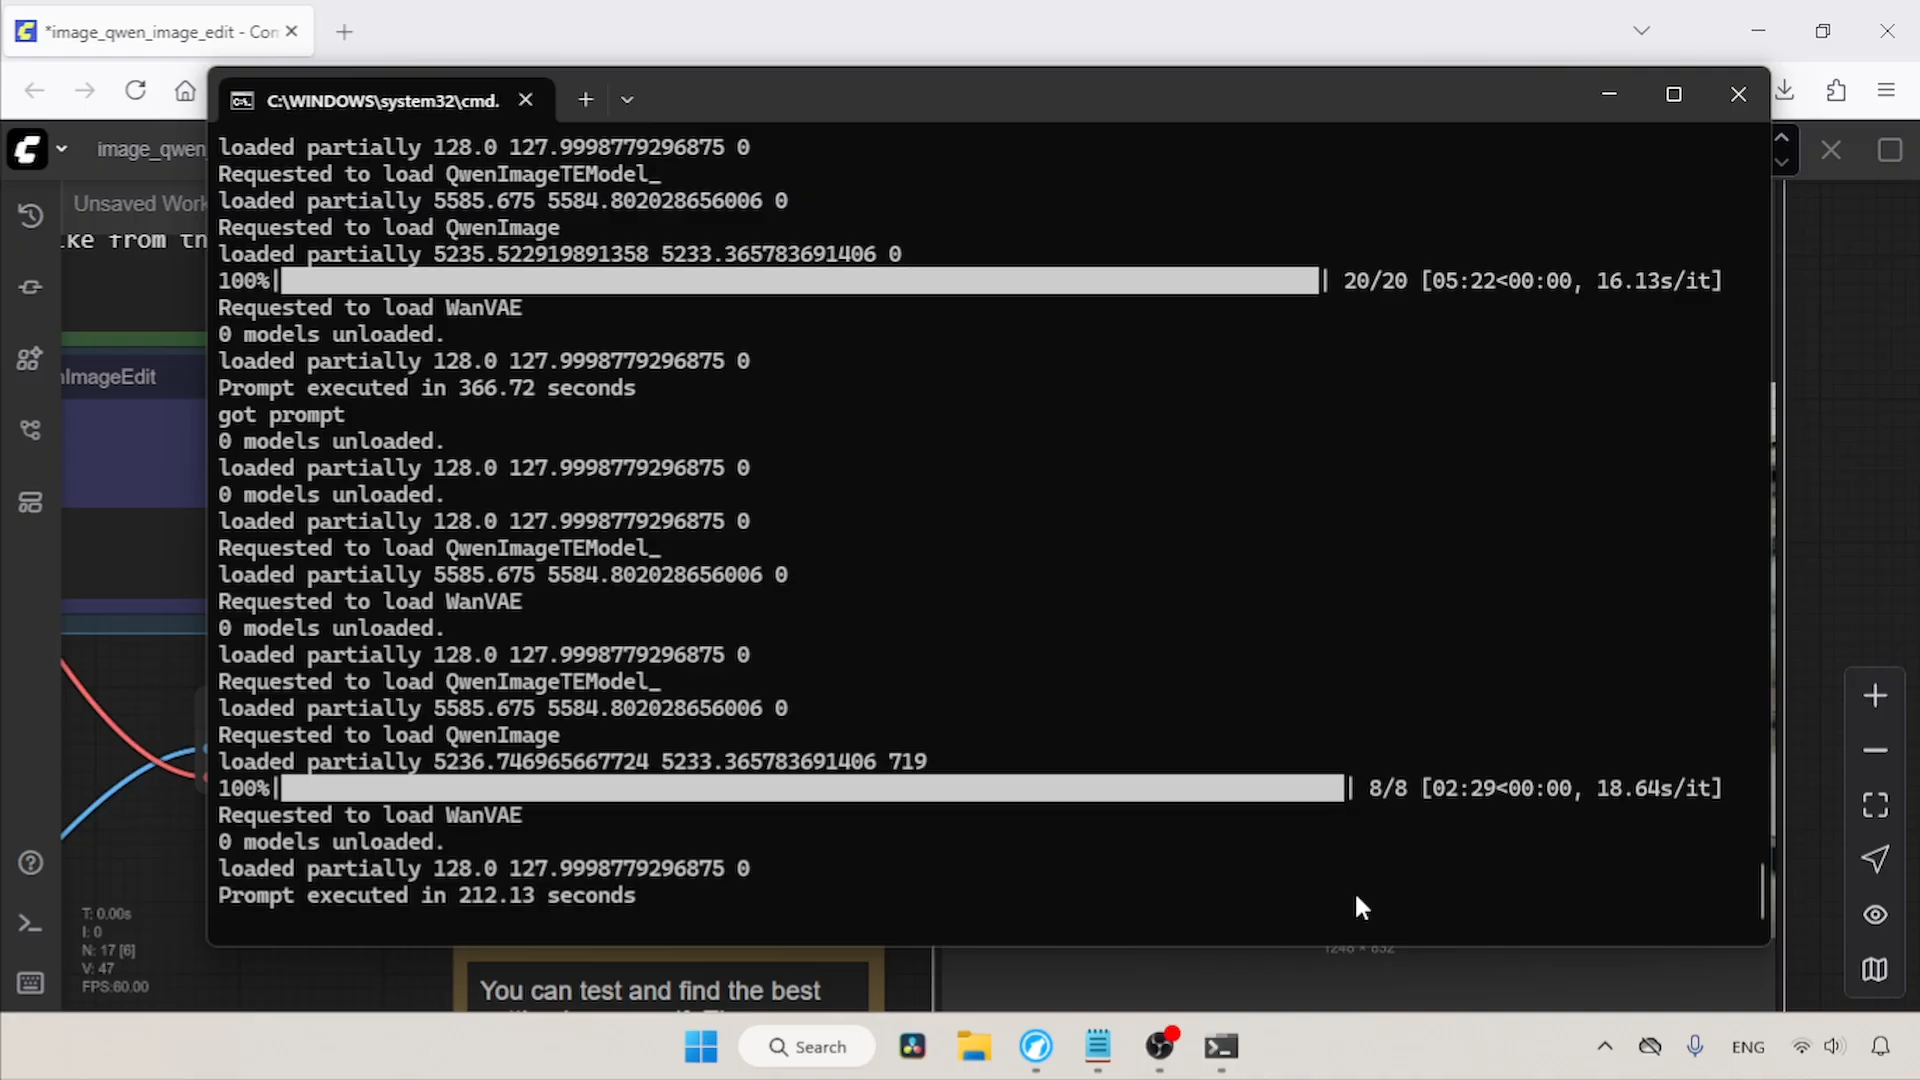 *image_qwen_image_edit - Con
C:\WINDOWS\system32\cmd.
image_qwen_
Unsaved Work
ke from th
nImageEdit
loaded partially 128.0 127.9998779296875 0
Requested to load QwenImageTEModel_
loaded partially 5585.675 5584.802028656006 0
Requested to load QwenImage
loaded partially 5235.522919891358 5233.365783691406 0
100%| | 20/20 [05:22<00:00, 16.13s/it]
Requested to load WanVAE
0 models unloaded.
loaded partially 128.0 127.9998779296875 0
Prompt executed in 366.72 seconds
got prompt
0 models unloaded.
loaded partially 128.0 127.9998779296875 0
0 models unloaded.
loaded partially 128.0 127.9998779296875 0
Requested to load QwenImageTEModel_
loaded partially 5585.675 5584.802028656006 0
Requested to load WanVAE
0 models unloaded.
loaded partially 128.0 127.9998779296875 0
Requested to load QwenImageTEModel_
loaded partially 5585.675 5584.802028656006 0
Requested to load QwenImage
loaded partially 5236.746965667724 5233.365783691406 719
100%| | 8/8 [02:29<00:00, 18.64s/it]
Requested to load WanVAE
0 models unloaded.
loaded partially 128.0 127.9998779296875 0
Prompt executed in 212.13 seconds
T: 0.00s
I: 0
N: 17 [6]
V: 47
FPS:60.00
1248 × 832
You can test and find the best
Search
ENG